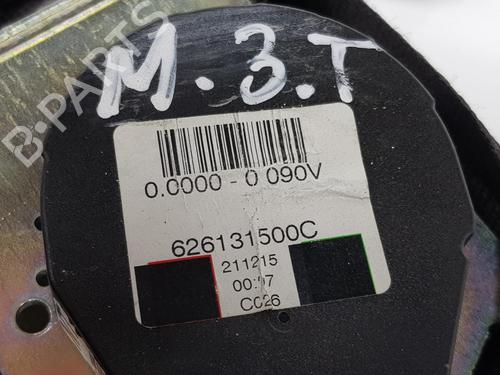 M.3.T
B-PARTS
0.0000 - 0 090V
626131500C
211215
00:07
C026